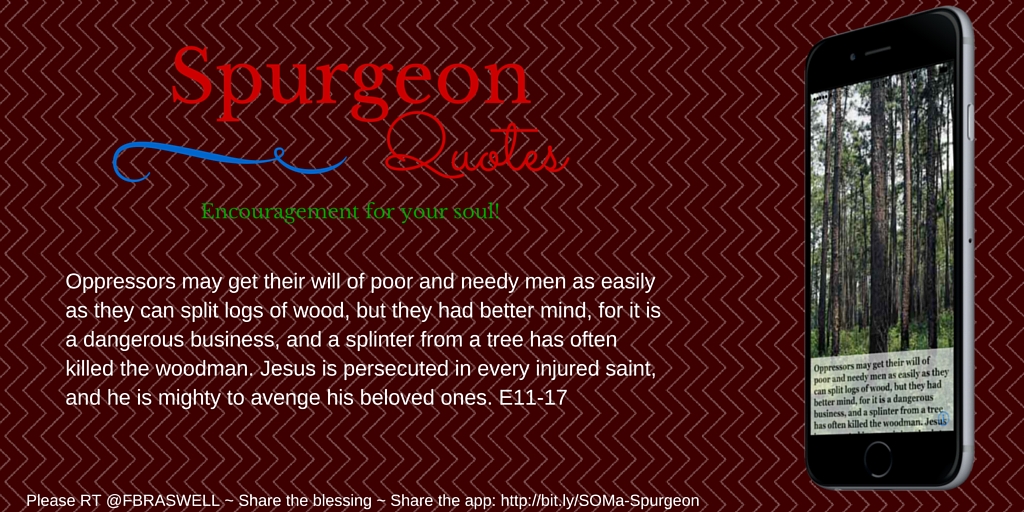 Spurgeon
Quotes
Encouragement for your soul!
Oppressors may get their will of poor and needy men as easily
as they can split logs of wood, but they had better mind, for it is
a dangerous business, and a splinter from a tree has often
killed the woodman. Jesus is persecuted in every injured saint,
and he is mighty to avenge his beloved ones. E11-17
Oppressors may get their will of
poor and needy men as easily as they
can split logs of wood, but they had
better mind, for it is a dangerous
business, and a splinter from a tree
has often killed the woodman. Jesus
Please RT @FBRASWELL ~ Share the blessing ~ Share the app: http://bit.ly/SOMa-Spurgeon